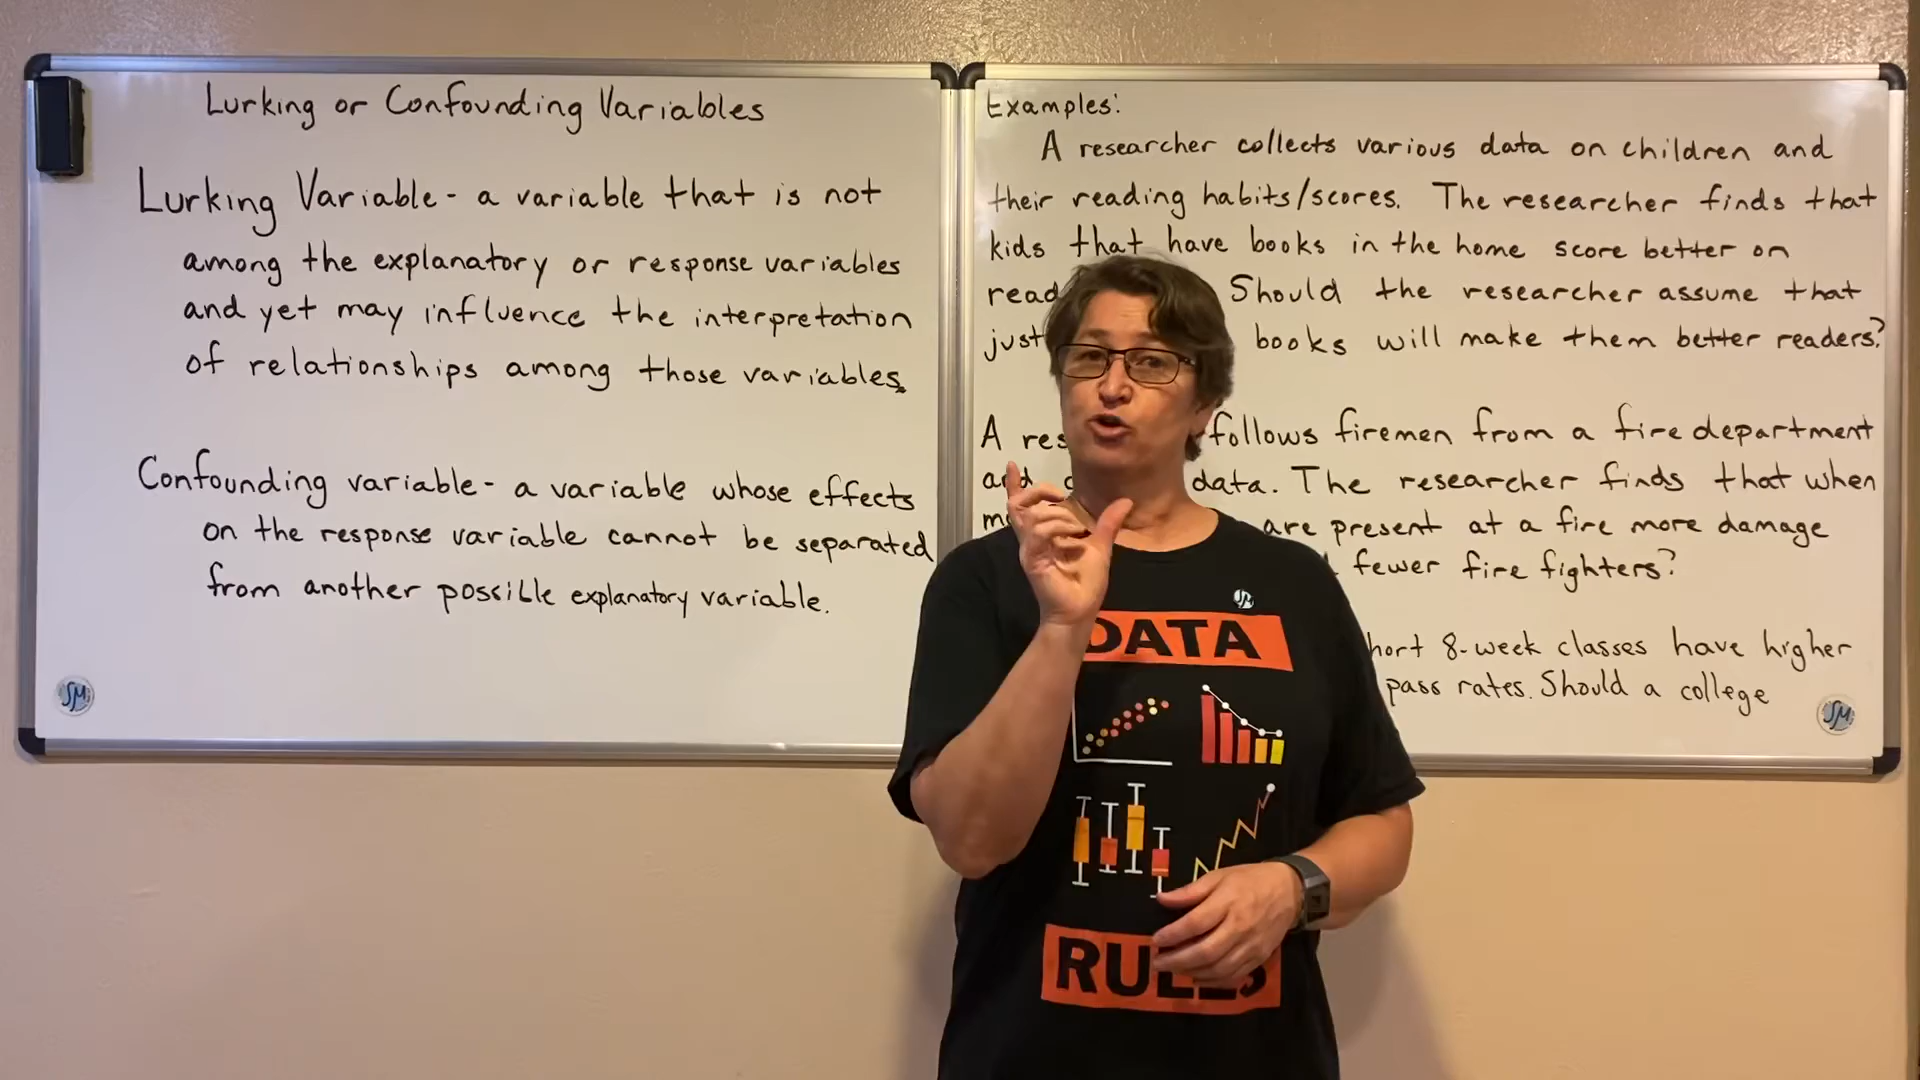 Lurking or Confounding Variables
Lurking Variable - a variable that is not
among the explanatory or response variables
and yet may influence the interpretation
of relationships among those variables.
Confounding variable - a variable whose effects
on the response variable cannot be separated
from another possible explanatory variable.
SM
Examples:
A researcher collects various data on children and
their reading habits/scores. The researcher finds that
kids that have books in the home score better on
Should the researcher assume that
just books will make them better readers?
A follows firemen from a fire department
and data. The researcher finds that when
are present at a fire more damage
fewer fire fighters?
8-week classes have higher
pass rates. Should a college
SM
DATA
RULES